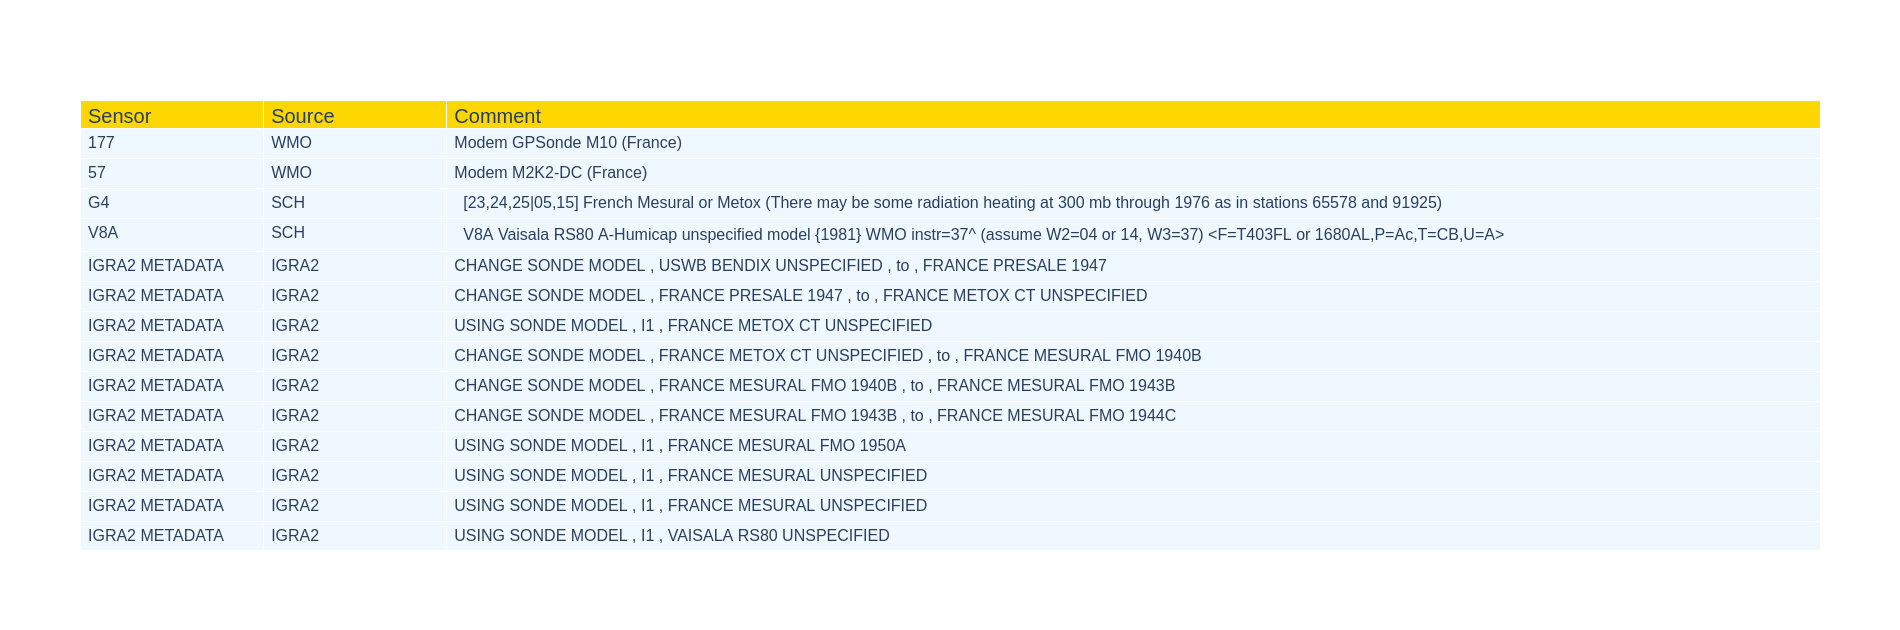 Sensor Source Comment
177 WMO Modem GPSonde M10 (France)
57 WMO Modem M2K2-DC (France)
G4 SCH [23,24,25|05,15] French Mesural or Metox (There may be some radiation heating at 300 mb through 1976 as in stations 65578 and 91925)
V8A SCH V8A Vaisala RS80 A-Humicap unspecified model {1981} WMO instr=37^ (assume W2=04 or 14, W3=37) <F=T403FL or 1680AL,P=Ac,T=CB,U=A>
IGRA2 METADATA IGRA2 CHANGE SONDE MODEL , USWB BENDIX UNSPECIFIED , to , FRANCE PRESALE 1947
IGRA2 METADATA IGRA2 CHANGE SONDE MODEL , FRANCE PRESALE 1947 , to , FRANCE METOX CT UNSPECIFIED
IGRA2 METADATA IGRA2 USING SONDE MODEL , I1 , FRANCE METOX CT UNSPECIFIED
IGRA2 METADATA IGRA2 CHANGE SONDE MODEL , FRANCE METOX CT UNSPECIFIED , to , FRANCE MESURAL FMO 1940B
IGRA2 METADATA IGRA2 CHANGE SONDE MODEL , FRANCE MESURAL FMO 1940B , to , FRANCE MESURAL FMO 1943B
IGRA2 METADATA IGRA2 CHANGE SONDE MODEL , FRANCE MESURAL FMO 1943B , to , FRANCE MESURAL FMO 1944C
IGRA2 METADATA IGRA2 USING SONDE MODEL , I1 , FRANCE MESURAL FMO 1950A
IGRA2 METADATA IGRA2 USING SONDE MODEL , I1 , FRANCE MESURAL UNSPECIFIED
IGRA2 METADATA IGRA2 USING SONDE MODEL , I1 , FRANCE MESURAL UNSPECIFIED
IGRA2 METADATA IGRA2 USING SONDE MODEL , I1 , VAISALA RS80 UNSPECIFIED